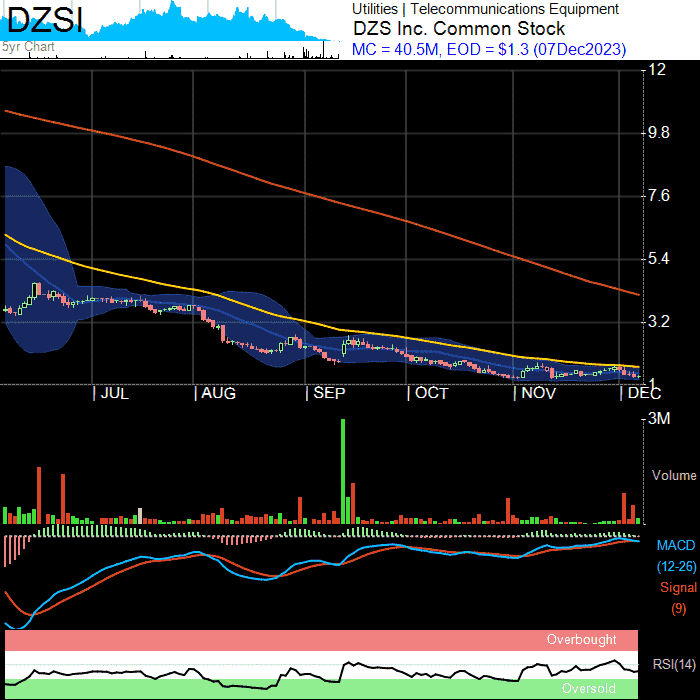 DZSI
5yr Chart
Utilities | Telecommunications Equipment
DZS Inc. Common Stock
MC = 40.5M, EOD = $1.3 (07Dec2023)
12
9.8
7.6
5.4
3.2
1
| JUL | AUG | SEP | OCT | NOV | DEC
3M
Volume
MACD
(12-26)
Signal
(9)
Overbought
RSI(14)
Oversold